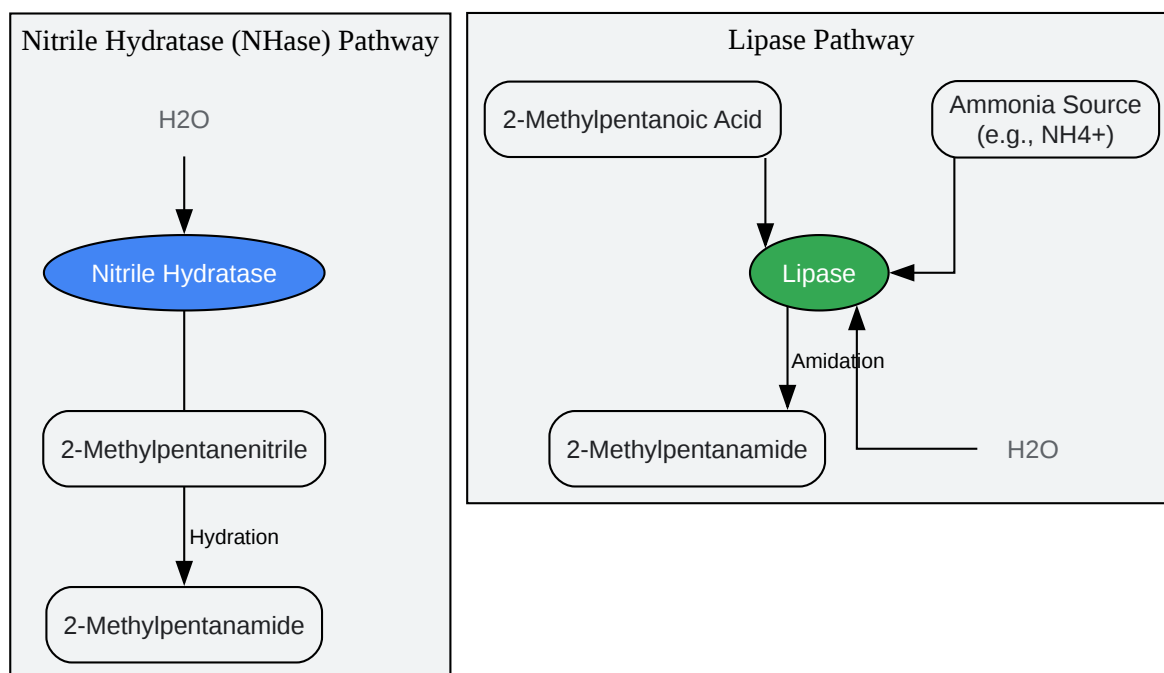 Nitrile Hydratase (NHase) Pathway
H2O
Nitrile Hydratase
2-Methylpentanenitrile
Hydration
2-Methylpentanamide
Lipase Pathway
2-Methylpentanoic Acid
Ammonia Source
(e.g., NH4+)
Lipase
Amidation
2-Methylpentanamide
H2O